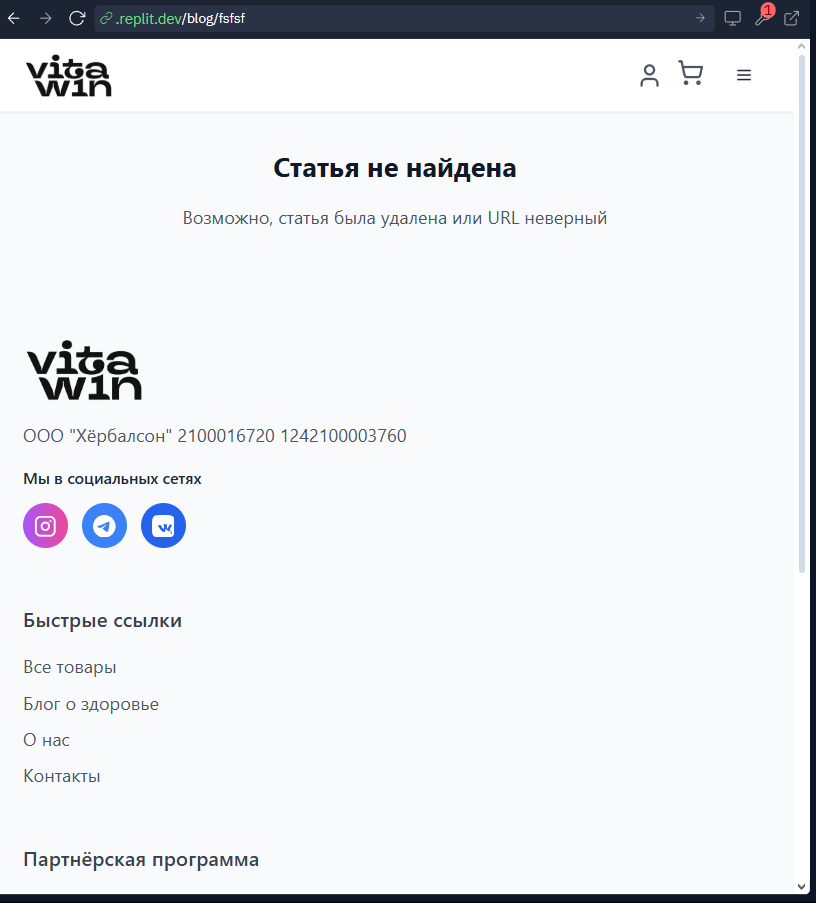 .replit.dev/blog/fsfsf
1
vita
win
Статья не найдена
Возможно, статья была удалена или URL неверный
vita
win
ООО "Хёрбалсон" 2100016720 1242100003760
Мы в социальных сетях
Быстрые ссылки
Все товары
Блог о здоровье
О нас
Контакты
Партнёрская программа